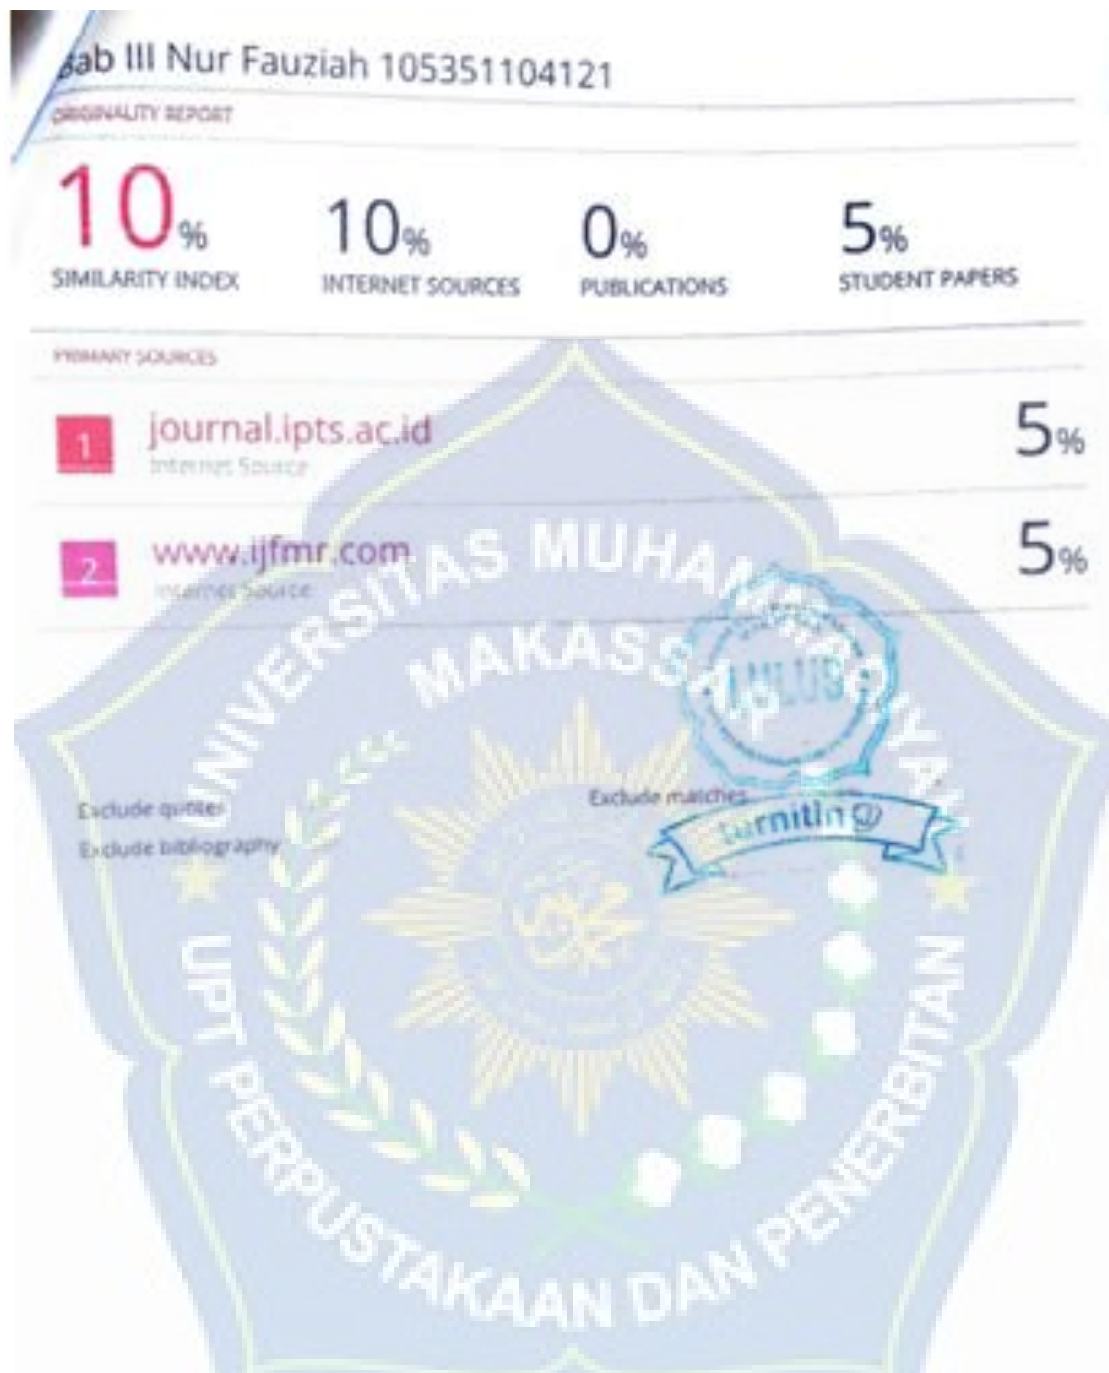 Bab III Nur Fauziah 105351104121
ORIGINALITY REPORT
10% 10% 0% 5%
SIMILARITY INDEX INTERNET SOURCES PUBLICATIONS STUDENT PAPERS
PRIMARY SOURCES
1 journal.ipts.ac.id 5%
Internet Source
2 www.ijfmr.com 5%
Internet Source
UNIVERSITAS MUHAMMADIYAH
MAKASSAR
LULUS
Exclude quotes Exclude matches
turnitin
Exclude bibliography
UPT PERPUSTAKAAN DAN PENERBITAN